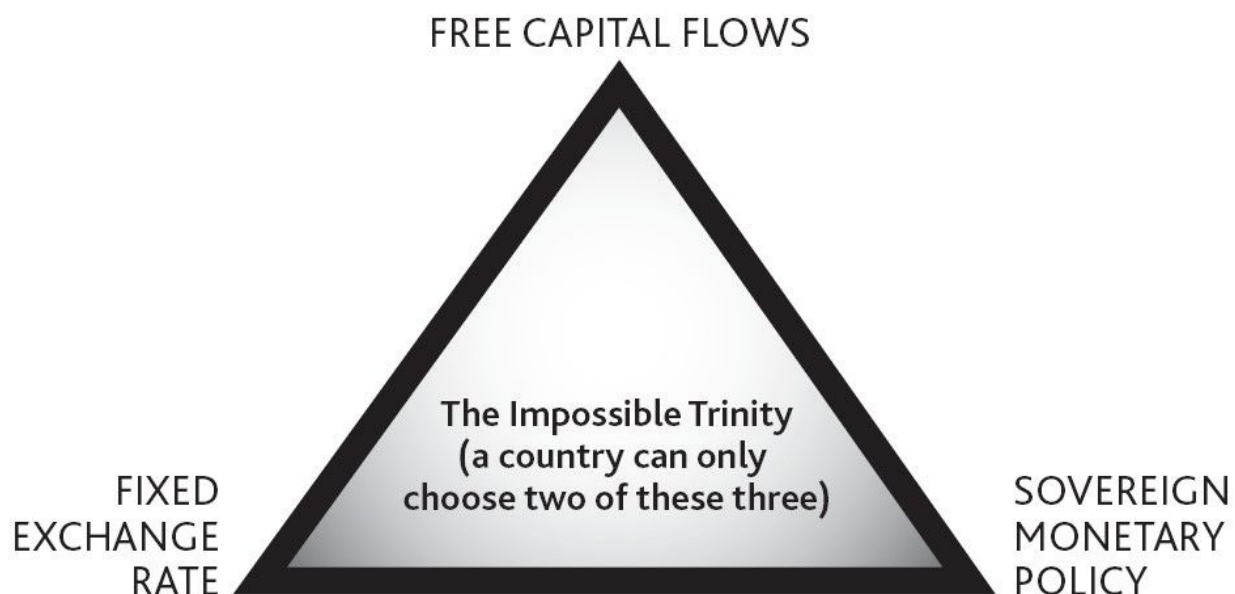 FREE CAPITAL FLOWS
The Impossible Trinity
(a country can only
choose two of these three)
FIXED
EXCHANGE
RATE
SOVEREIGN
MONETARY
POLICY